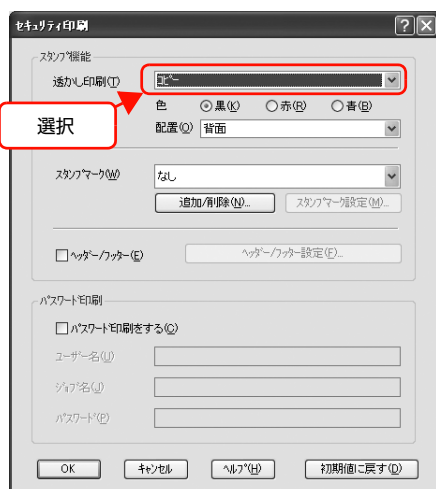 セキュリティ印刷
スタンプ機能
透かし印刷(T) コピー
色 黒(K) 赤(R) 青(B)
選択
配置(O) 背面
スタンプマーク(W) なし
追加/削除(N)... スタンプマーク設定(M)...
ヘッダー/フッター(E) ヘッダー/フッター設定(F)...
パスワード印刷
パスワード印刷をする(C)
ユーザー名(U)
ジョブ名(J)
パスワード(P)
OK キャンセル ヘルプ(H) 初期値に戻す(D)